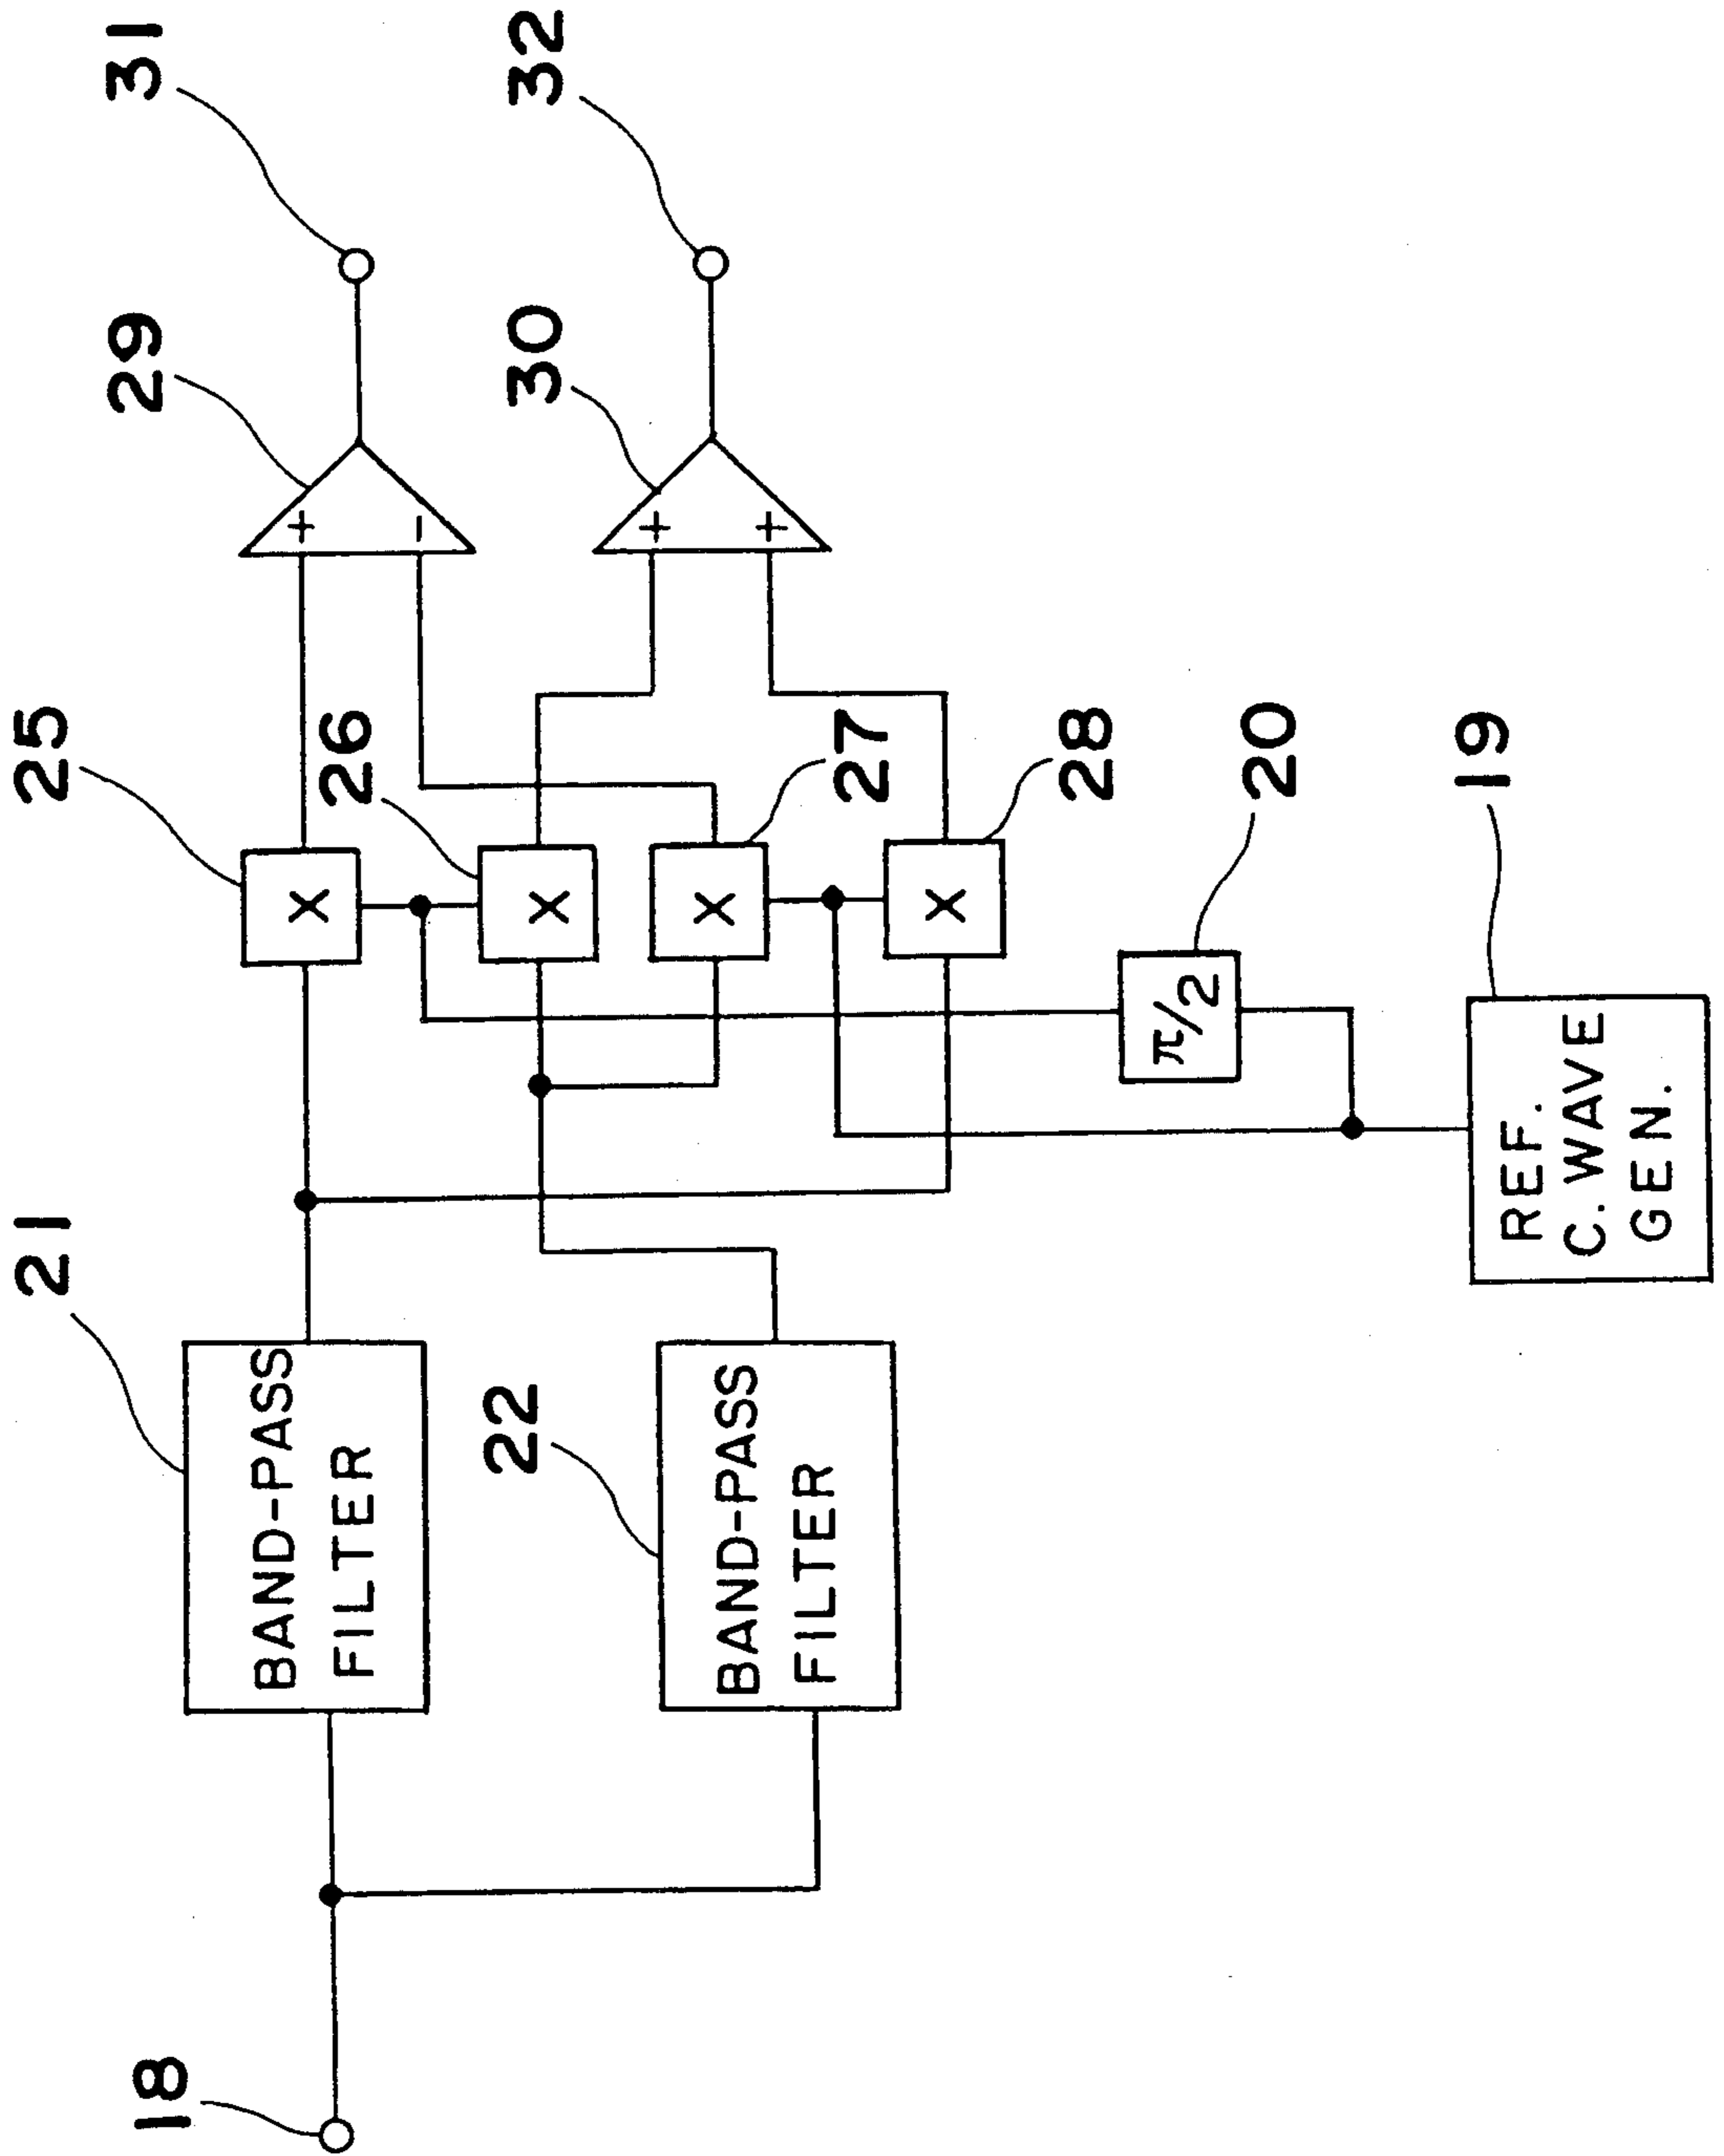 18
21
BAND-PASS
FILTER
22
BAND-PASS
FILTER
25
X
26
X
27
X
28
X
π/2
20
REF.
C. WAVE
GEN.
19
29
+
−
30
+
+
31
32